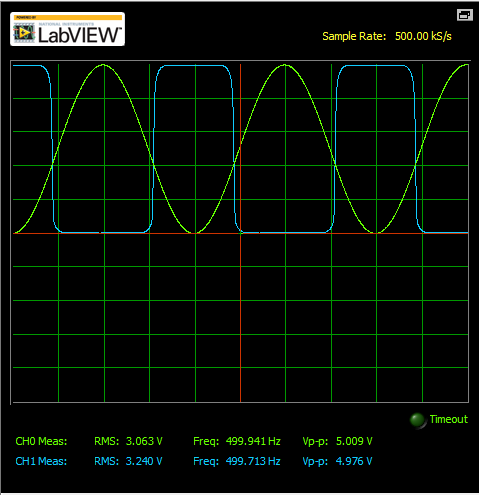 POWERED BY
NATIONAL INSTRUMENTS
LabVIEW™
Sample Rate: 500.00 kS/s
Timeout
CH0 Meas: RMS: 3.063 V Freq: 499.941 Hz Vp-p: 5.009 V
CH1 Meas: RMS: 3.240 V Freq: 499.713 Hz Vp-p: 4.976 V